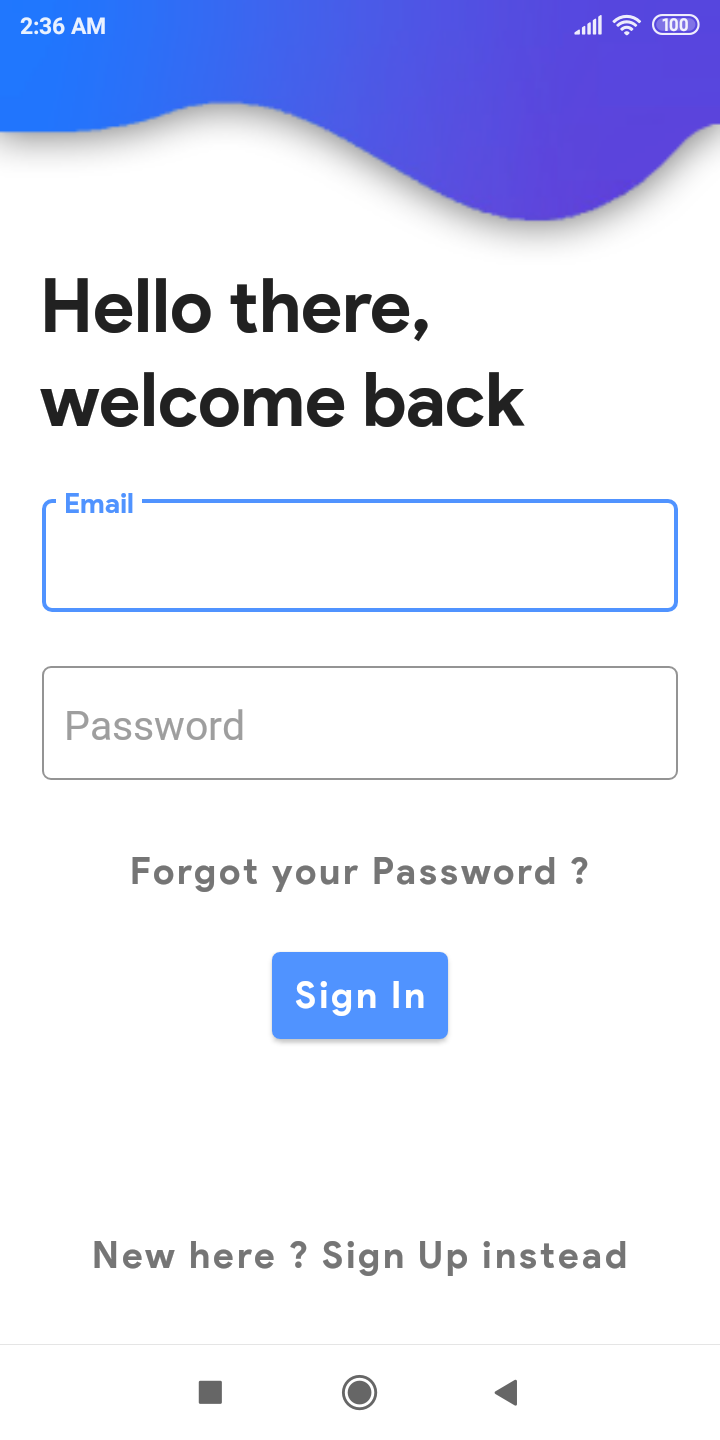 2:36 AM 100
Hello there,
welcome back
Email
Password
Forgot your Password ?
Sign In
New here ? Sign Up instead